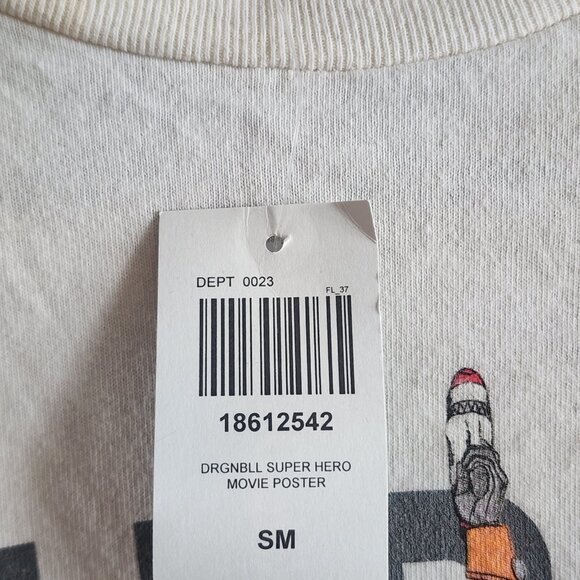 DEPT 0023
FL_37
18612542
DRGNBLL SUPER HERO
MOVIE POSTER
SM